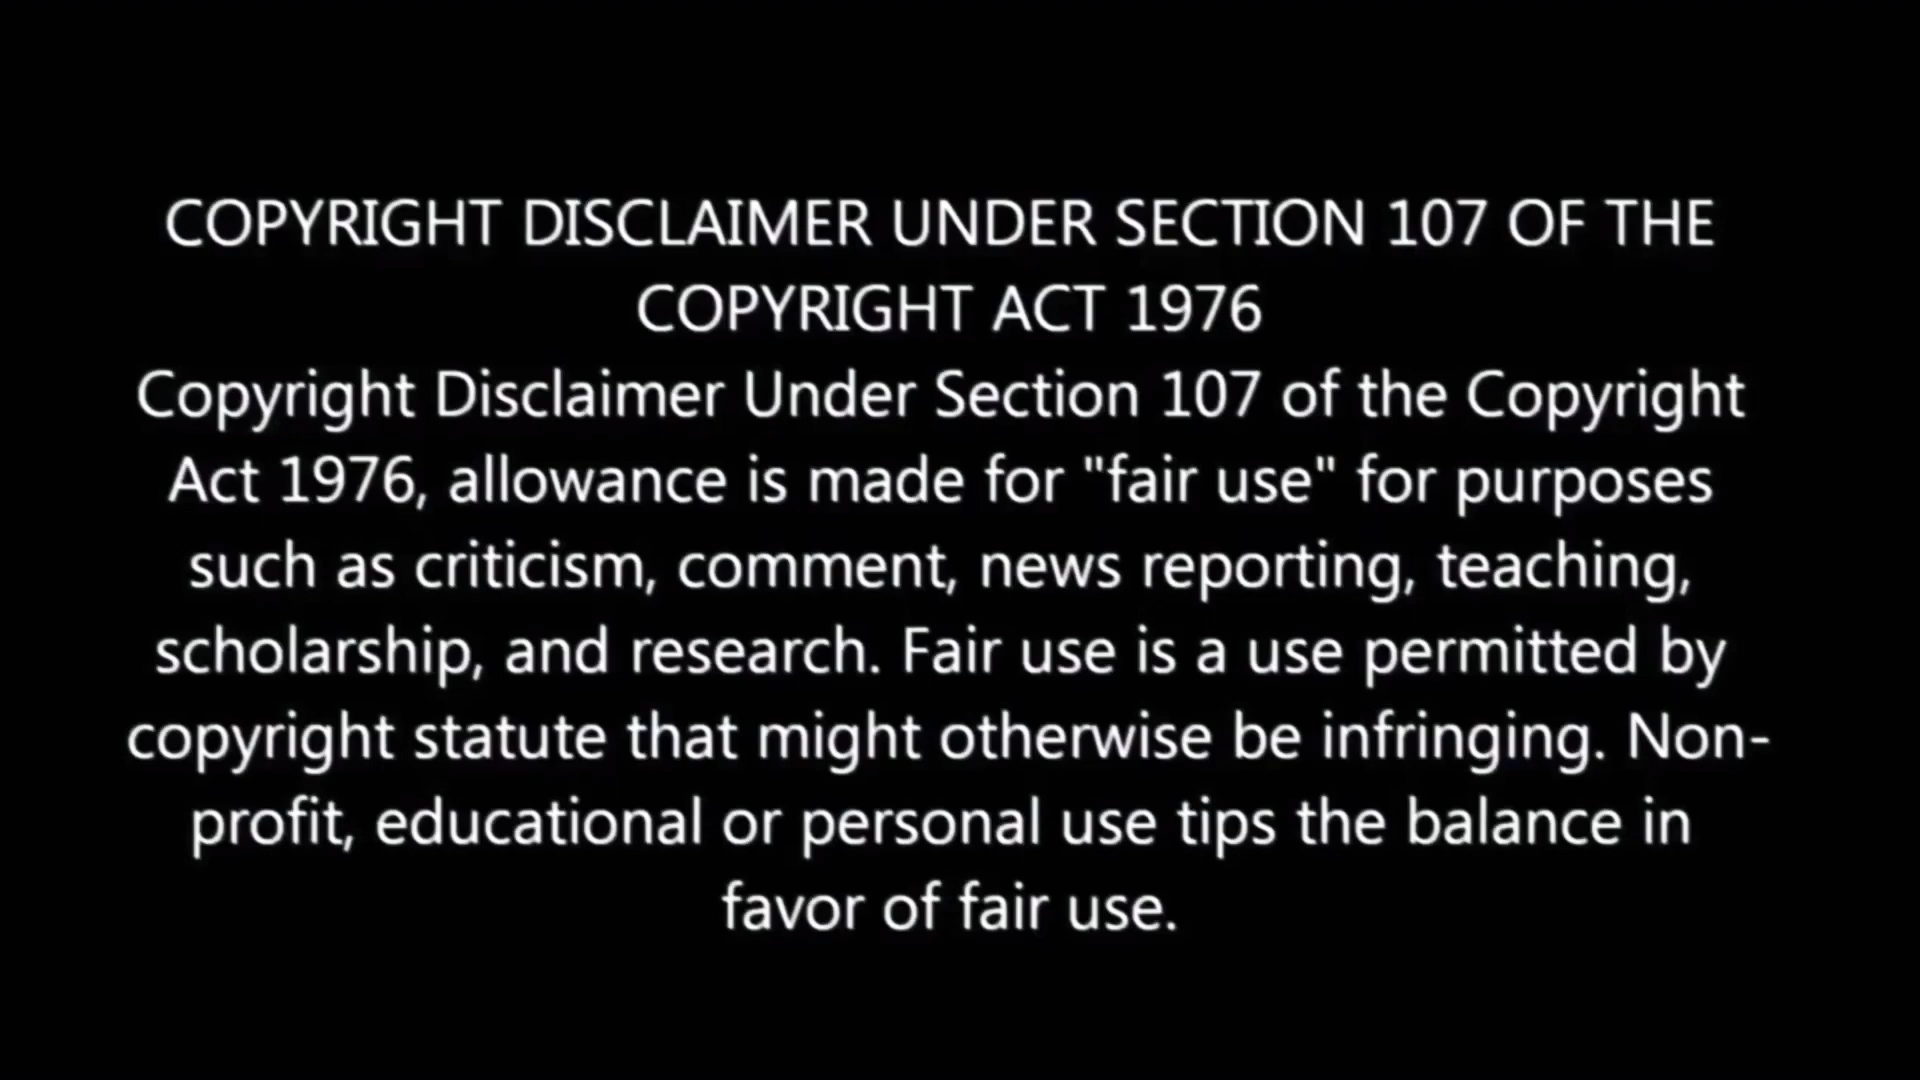 COPYRIGHT DISCLAIMER UNDER SECTION 107 OF THE
COPYRIGHT ACT 1976
Copyright Disclaimer Under Section 107 of the Copyright
Act 1976, allowance is made for "fair use" for purposes
such as criticism, comment, news reporting, teaching,
scholarship, and research. Fair use is a use permitted by
copyright statute that might otherwise be infringing. Non-
profit, educational or personal use tips the balance in
favor of fair use.